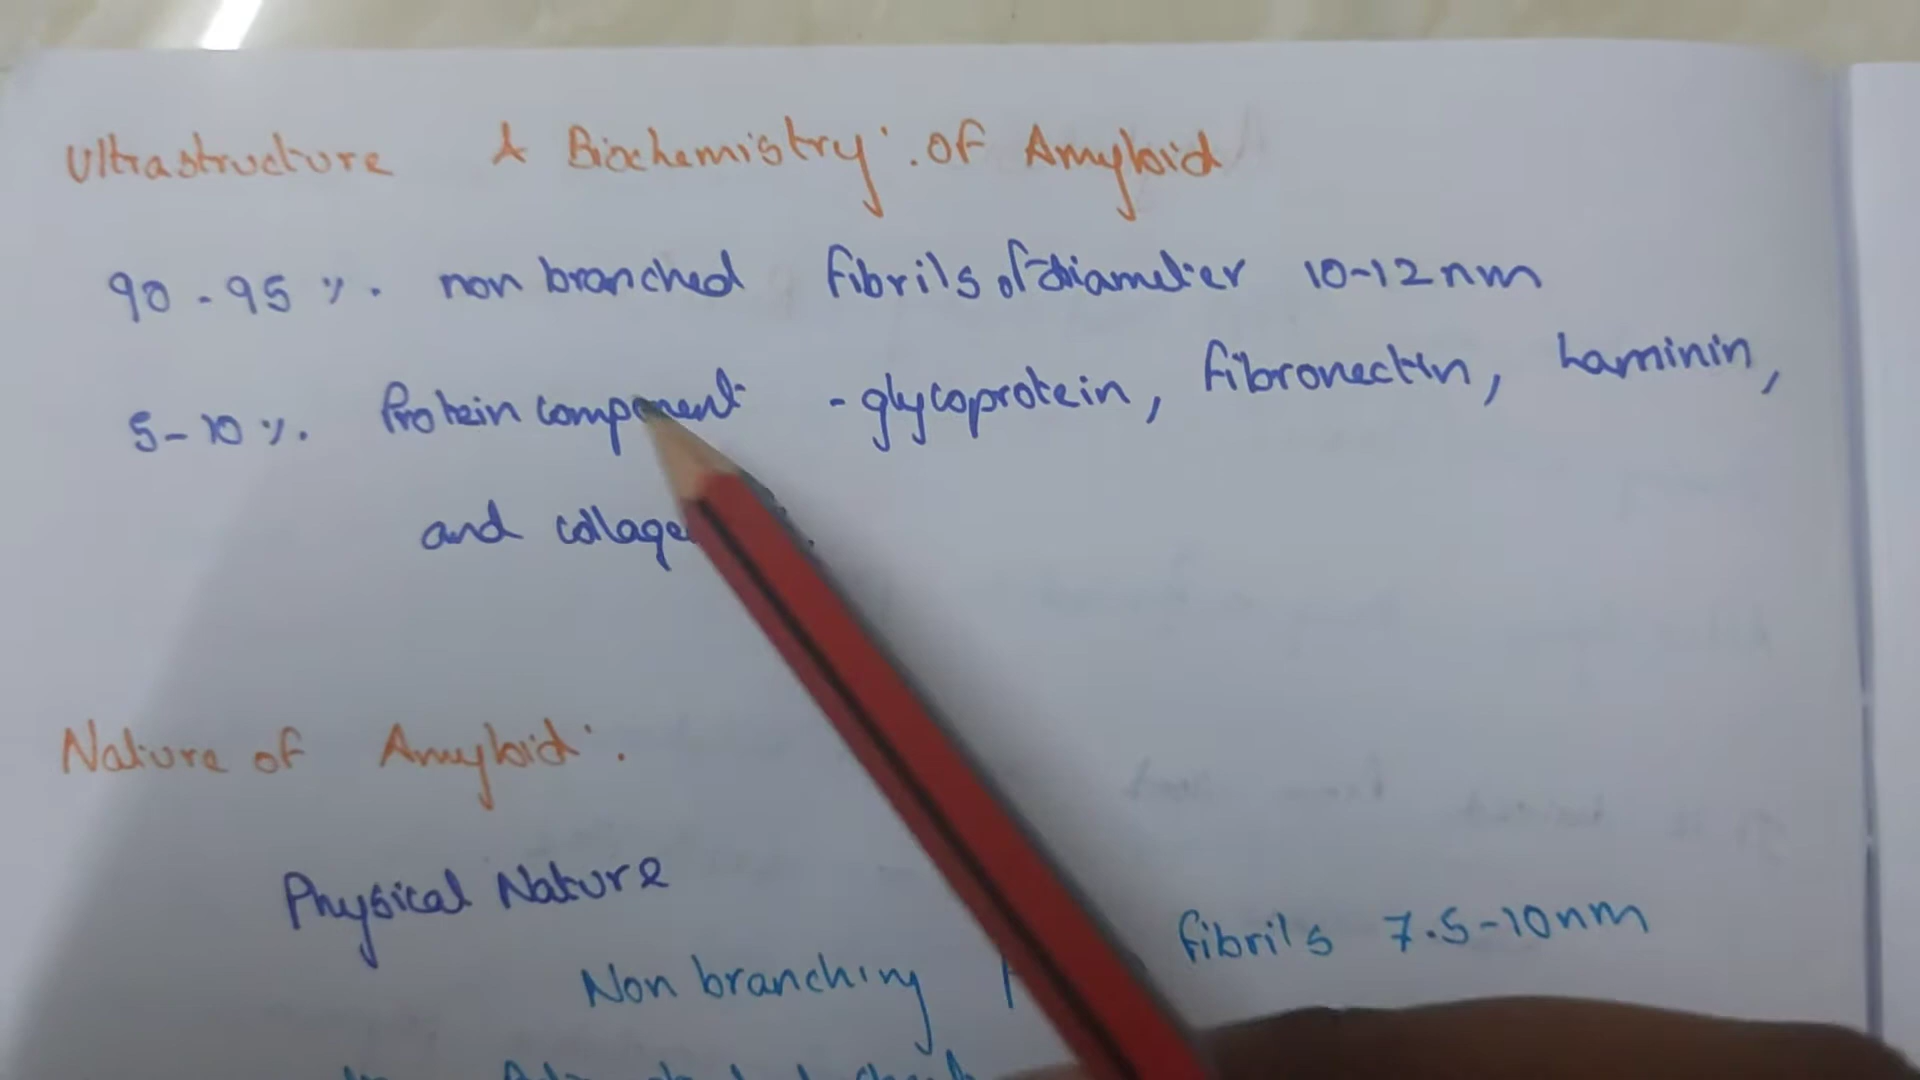 Ultrastructure & Biochemistry of Amyloid
90-95 %. non branched fibrils of diameter 10-12nm
5-10 %. Protein component - glycoprotein, fibronectin, Laminin,
and collage
Nature of Amyloid.
Physical Nature
Non branching fibrils 7.5-10nm